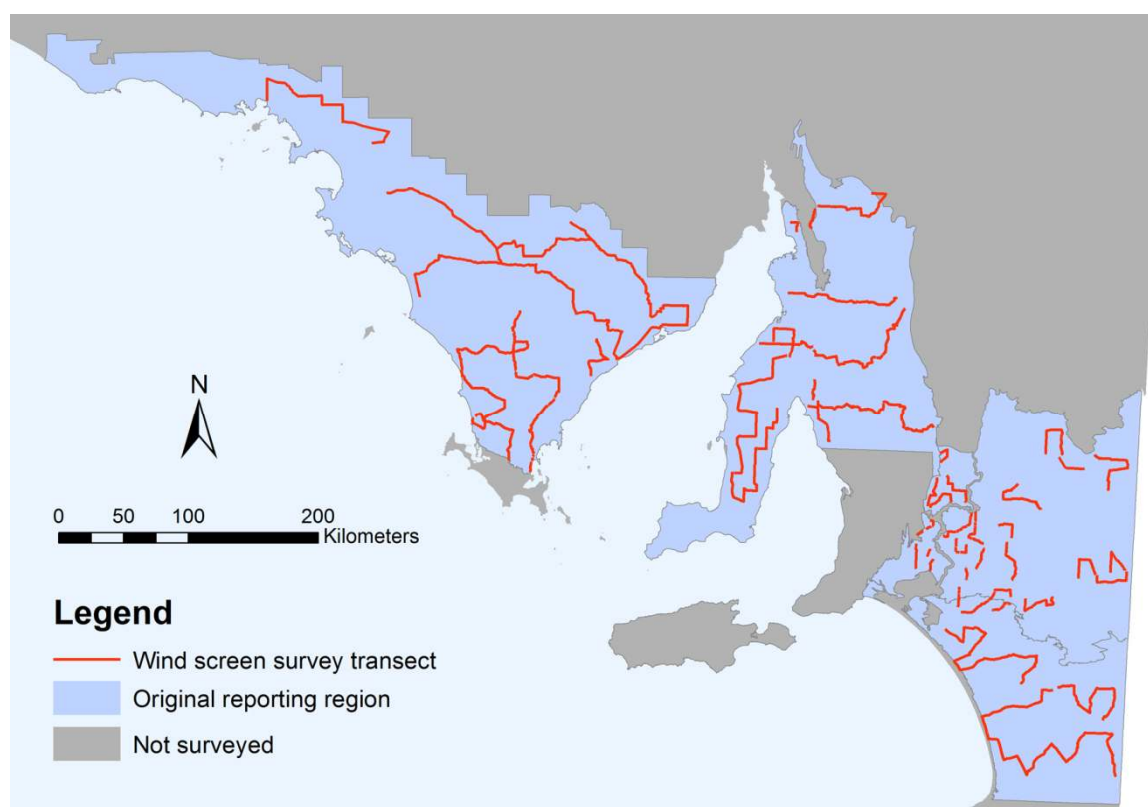 N
0 50 100 200
Kilometers
Legend
Wind screen survey transect
Original reporting region
Not surveyed